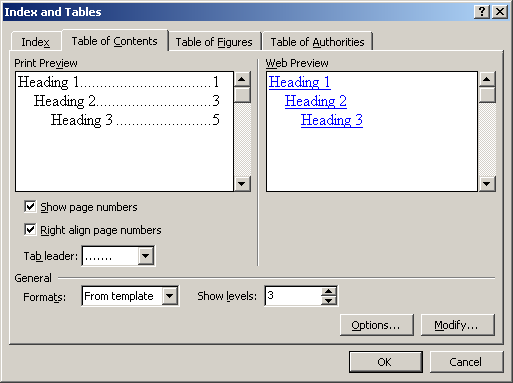 Index and Tables
Index Table of Contents Table of Figures Table of Authorities
Print Preview Web Preview
Heading 1................................1 Heading 1
Heading 2............................3 Heading 2
Heading 3 .......................5 Heading 3
Show page numbers
Right align page numbers
Tab leader: .......
General
Formats: From template Show levels: 3
Options... Modify...
OK Cancel